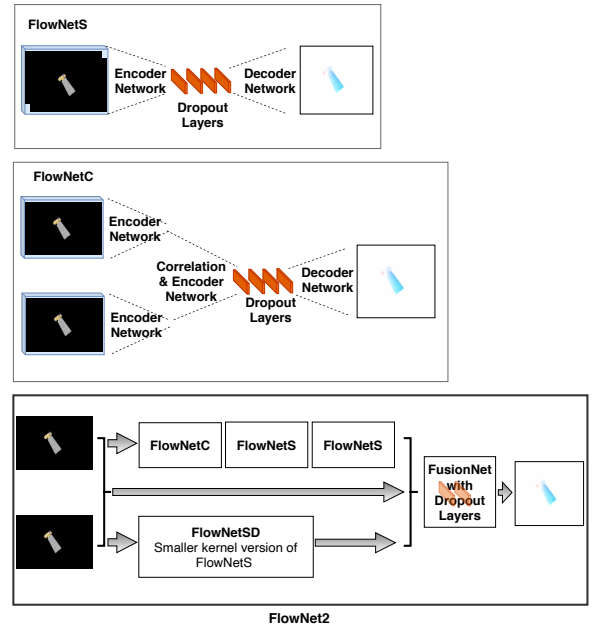 FlowNetS
Encoder
Network
Decoder
Network
Dropout
Layers
FlowNetC
Encoder
Network
Correlation
& Encoder
Network
Encoder
Network
Dropout
Layers
Decoder
Network
FlowNetC
FlowNetS
FlowNetS
FlowNetSD
Smaller kernel version of
FlowNetS
FusionNet
with
Dropout
Layers
FlowNet2